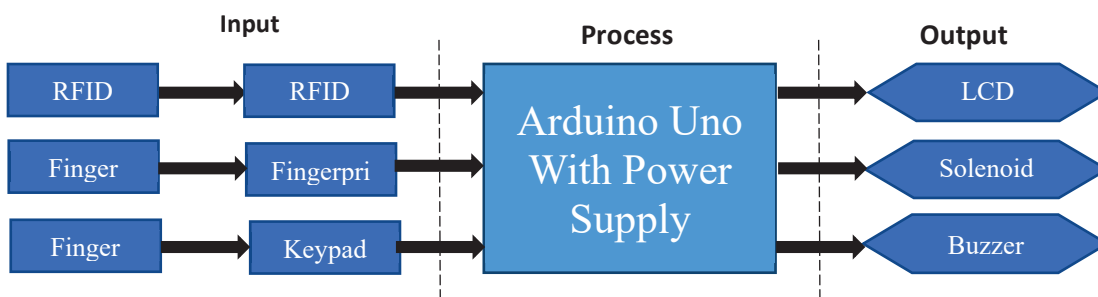 Input
Process
Output
RFID
RFID
Arduino Uno
With Power
Supply
LCD
Finger
Fingerpri
Solenoid
Finger
Keypad
Buzzer